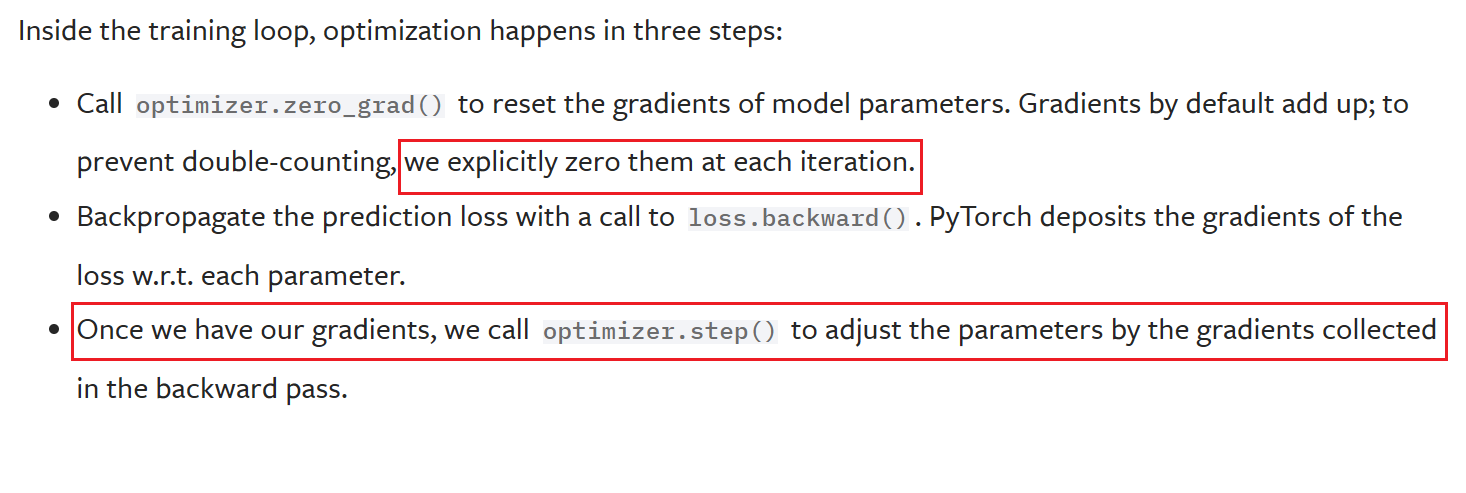 Inside the training loop, optimization happens in three steps:
• Call optimizer.zero_grad() to reset the gradients of model parameters. Gradients by default add up; to
prevent double-counting, we explicitly zero them at each iteration.
• Backpropagate the prediction loss with a call to loss.backward(). PyTorch deposits the gradients of the
loss w.r.t. each parameter.
• Once we have our gradients, we call optimizer.step() to adjust the parameters by the gradients collected
in the backward pass.